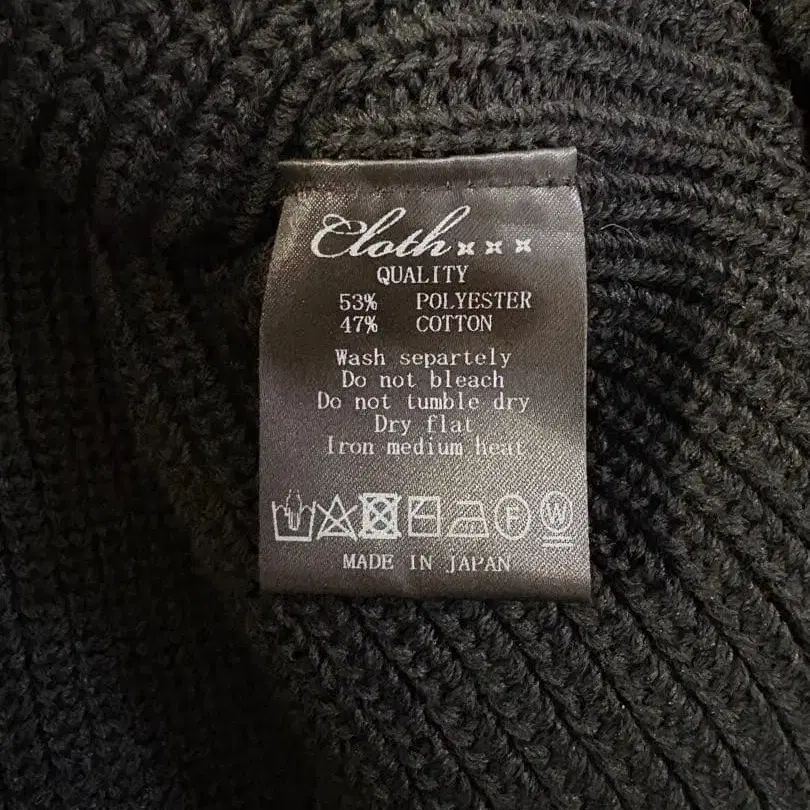 Cloth×××
QUALITY
53% POLYESTER
47% COTTON
Wash separtely
Do not bleach
Do not tumble dry
Dry flat
Iron medium heat
F W
MADE IN JAPAN